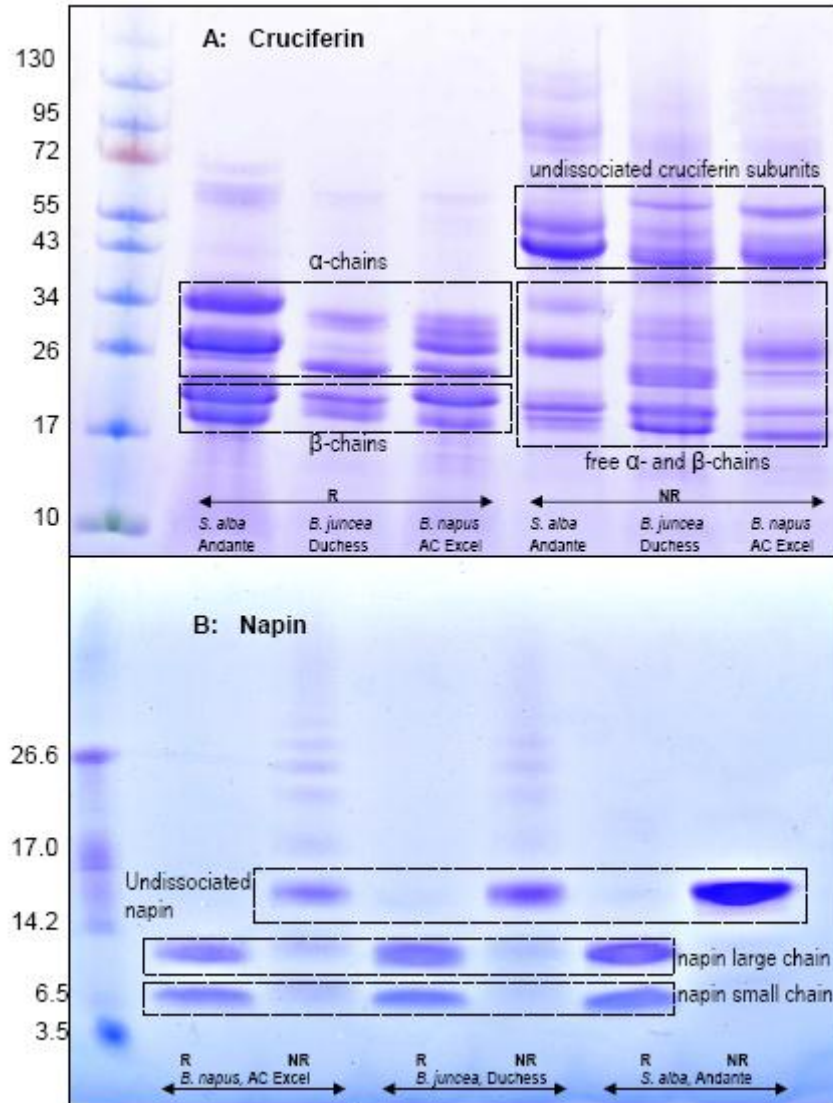 A: Cruciferin
130
95
72
55
43
34
26
17
10
undissociated cruciferin subunits
α-chains
β-chains
free α- and β-chains
R
NR
S. alba
Andante
B. juncea
Duchess
B. napus
AC Excel
S. alba
Andante
B. juncea
Duchess
B. napus
AC Excel
B: Napin
26.6
17.0
14.2
6.5
3.5
Undissociated
napin
napin large chain
napin small chain
R NR R NR R NR
B. napus, AC Excel
B. juncea, Duchess
S. alba, Andante